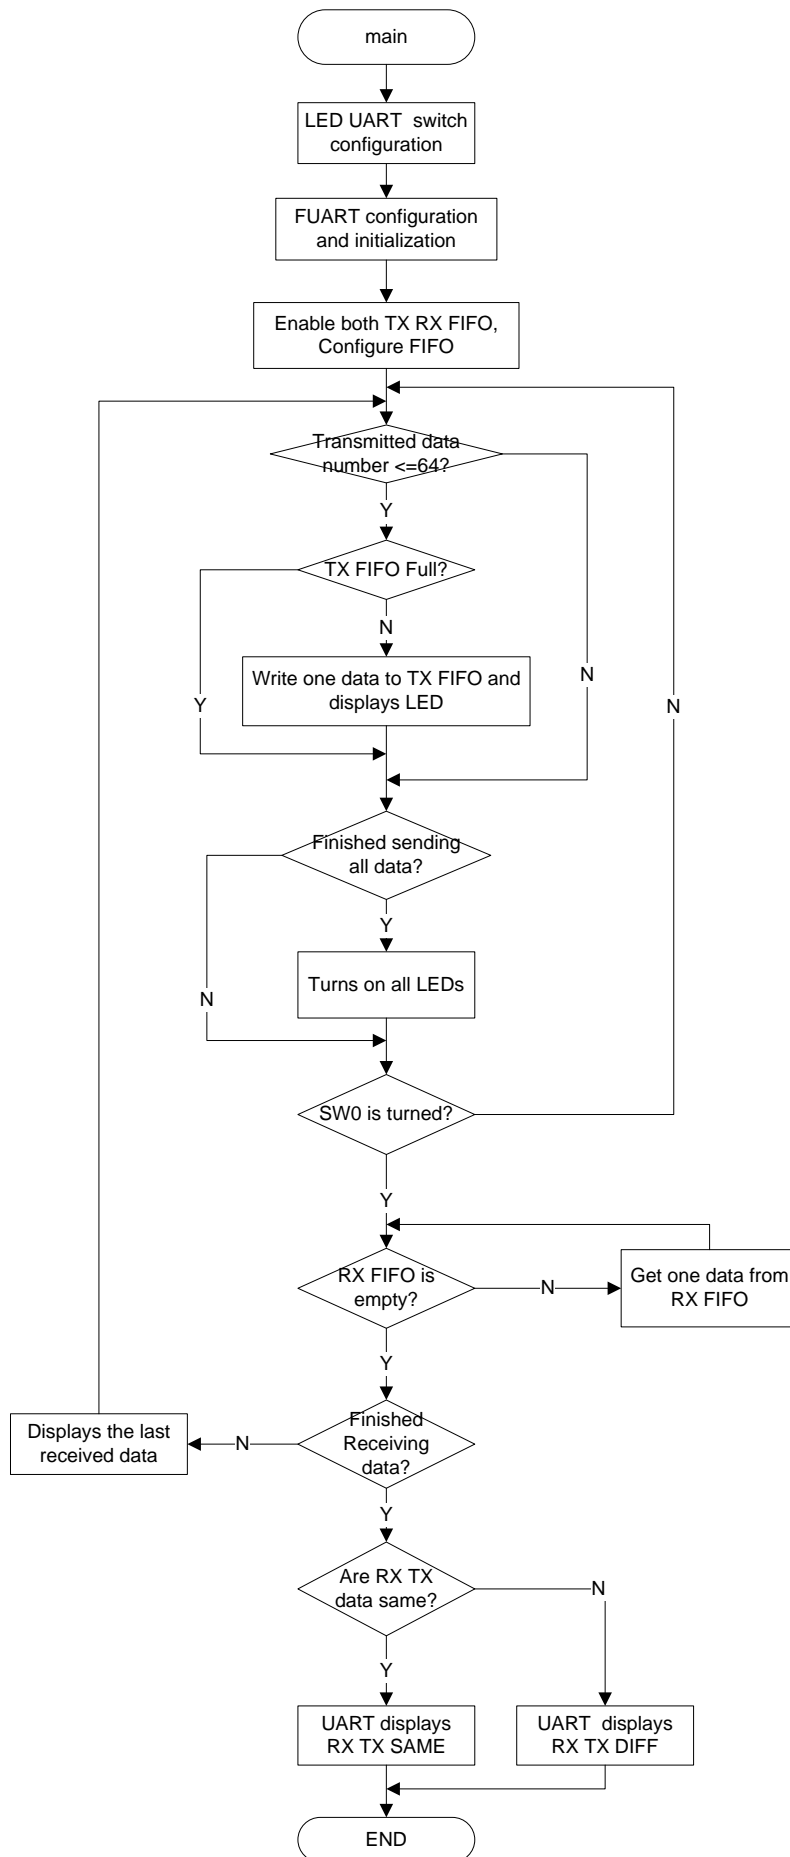 main
LED UART  switch
configuration
FUART configuration
and initialization
Enable both TX RX FIFO,
Configure FIFO
Transmitted data
number <=64?
Y
TX FIFO Full?
N
Write one data to TX FIFO and
displays LED
Y
N
N
Finished sending
all data?
Y
Turns on all LEDs
N
SW0 is turned?
Y
RX FIFO is
empty?
N
Get one data from
RX FIFO
Y
Finished
Receiving
data?
N
Displays the last
received data
Y
Are RX TX
data same?
N
Y
UART displays
RX TX SAME
UART  displays
RX TX DIFF
END